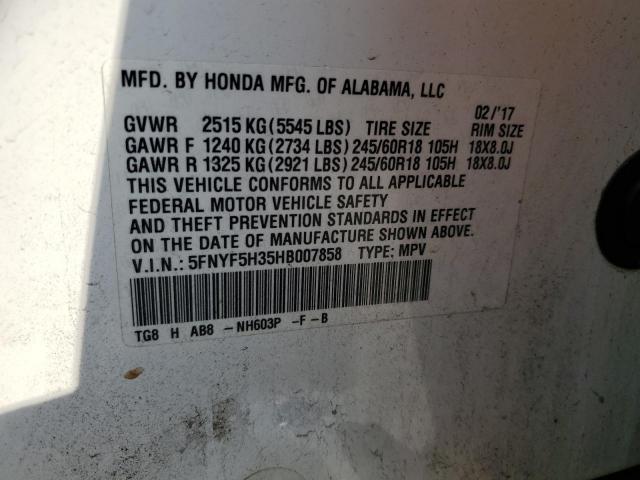 MFD. BY HONDA MFG. OF ALABAMA, LLC
02/'17
GVWR 2515 KG(5545 LBS) TIRE SIZE RIM SIZE
GAWR F 1240 KG(2734 LBS)245/60R18 105H 18X8.0J
GAWR R 1325 KG(2921 LBS)245/60R18 105H 18X8.0J
THIS VEHICLE CONFORMS TO ALL APPLICABLE
FEDERAL MOTOR VEHICLE SAFETY
AND THEFT PREVENTION STANDARDS IN EFFECT
ON THE DATE OF MANUFACTURE SHOWN ABOVE.
V.I.N.: 5FNYF5H35HB007858 TYPE: MPV
TG8 H AB8 -NH603P -F-B